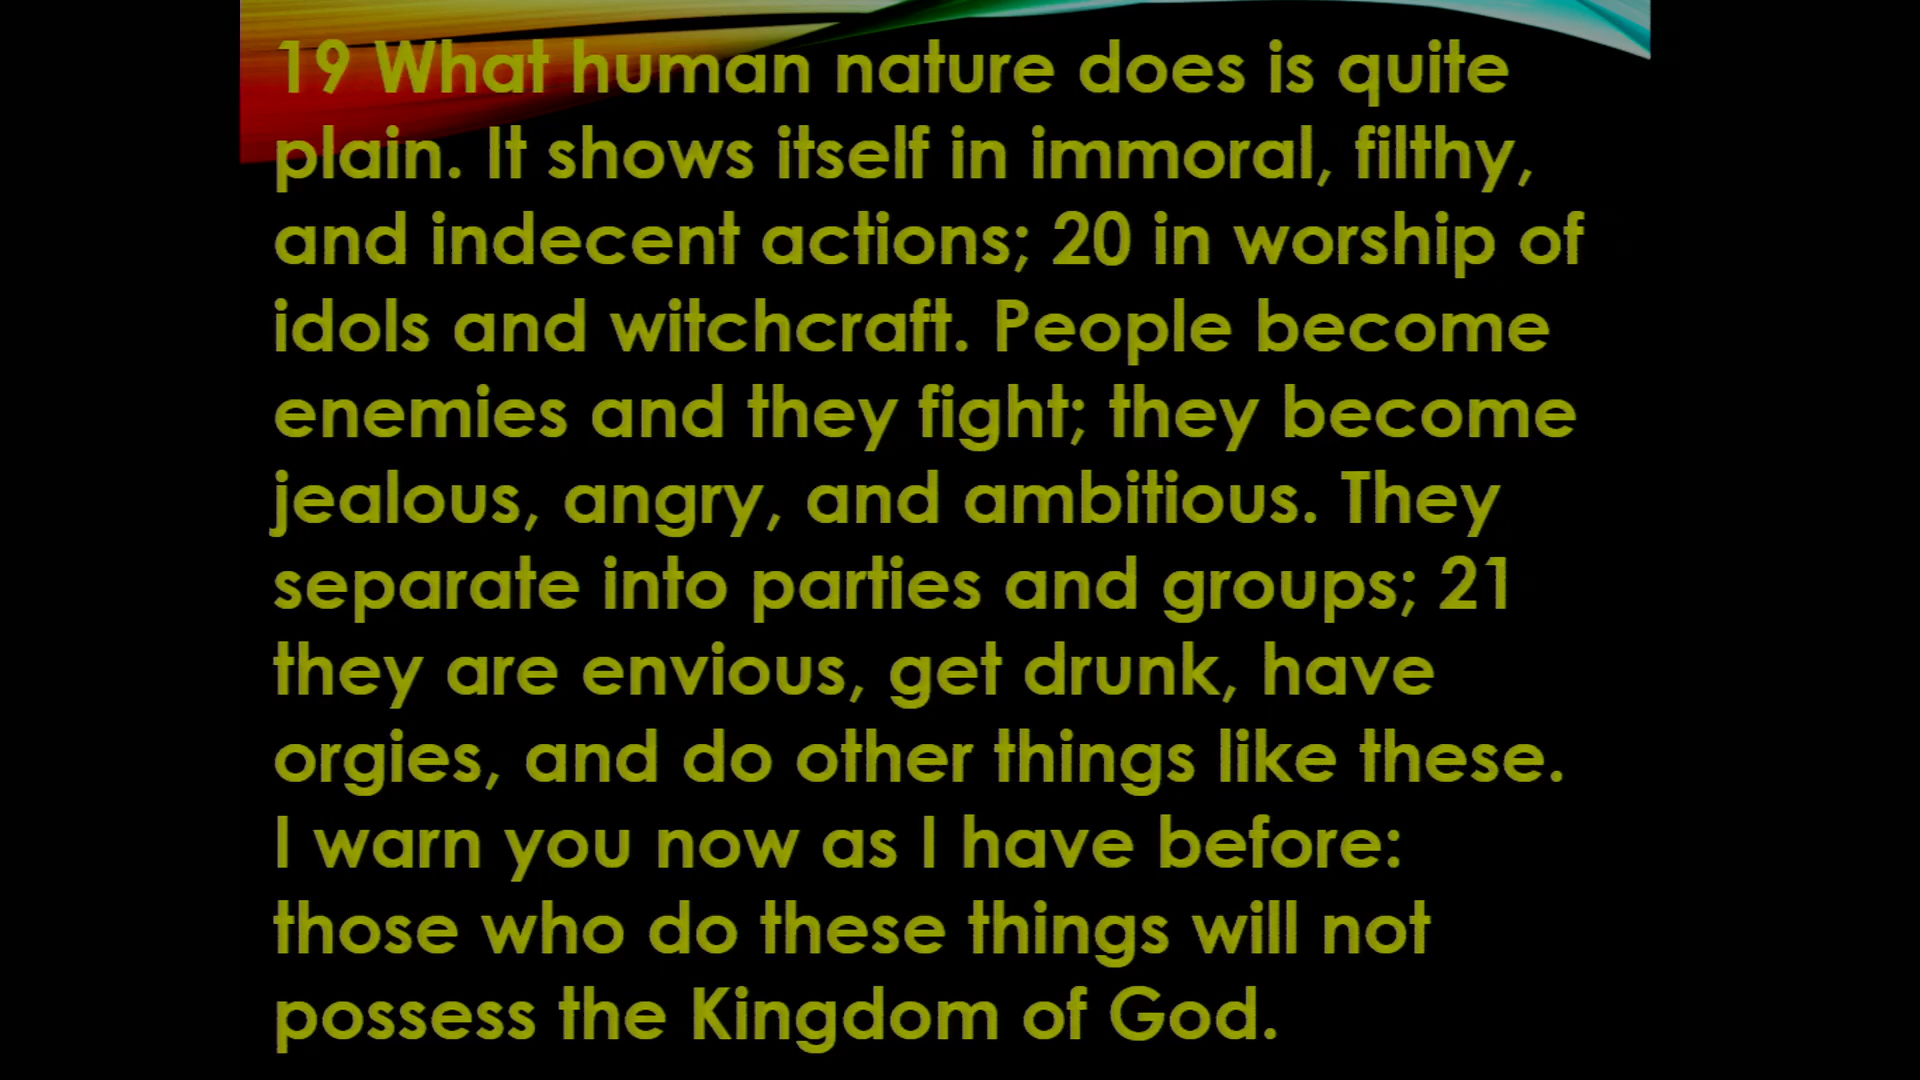 19 What human nature does is quite
plain. It shows itself in immoral, filthy,
and indecent actions; 20 in worship of
idols and witchcraft. People become
enemies and they fight; they become
jealous, angry, and ambitious. They
separate into parties and groups; 21
they are envious, get drunk, have
orgies, and do other things like these.
I warn you now as I have before:
those who do these things will not
possess the Kingdom of God.